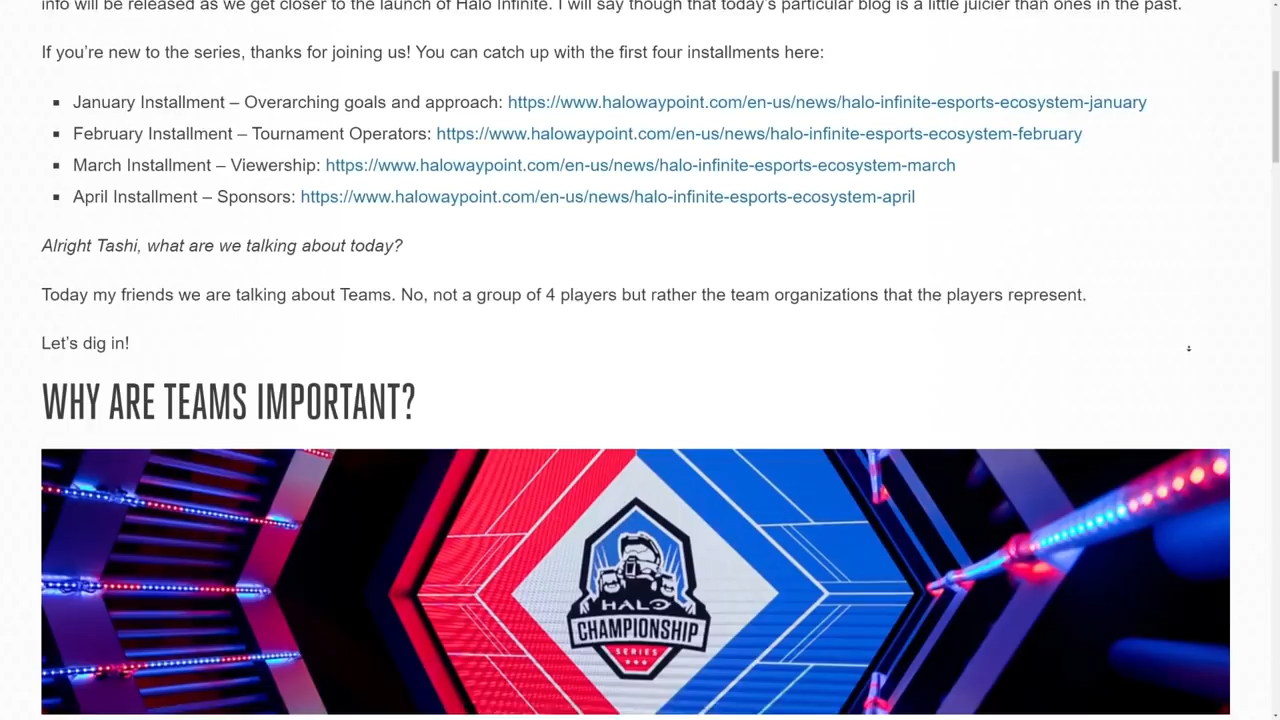 info will be released as we get closer to the launch of Halo Infinite. I will say though that today's particular blog is a little juicier than ones in the past.
If you're new to the series, thanks for joining us! You can catch up with the first four installments here:
▪ January Installment – Overarching goals and approach: https://www.halowaypoint.com/en-us/news/halo-infinite-esports-ecosystem-january
▪ February Installment – Tournament Operators: https://www.halowaypoint.com/en-us/news/halo-infinite-esports-ecosystem-february
▪ March Installment – Viewership: https://www.halowaypoint.com/en-us/news/halo-infinite-esports-ecosystem-march
▪ April Installment – Sponsors: https://www.halowaypoint.com/en-us/news/halo-infinite-esports-ecosystem-april
Alright Tashi, what are we talking about today?
Today my friends we are talking about Teams. No, not a group of 4 players but rather the team organizations that the players represent.
Let's dig in!
WHY ARE TEAMS IMPORTANT?
HALO
CHAMPIONSHIP
SERIES